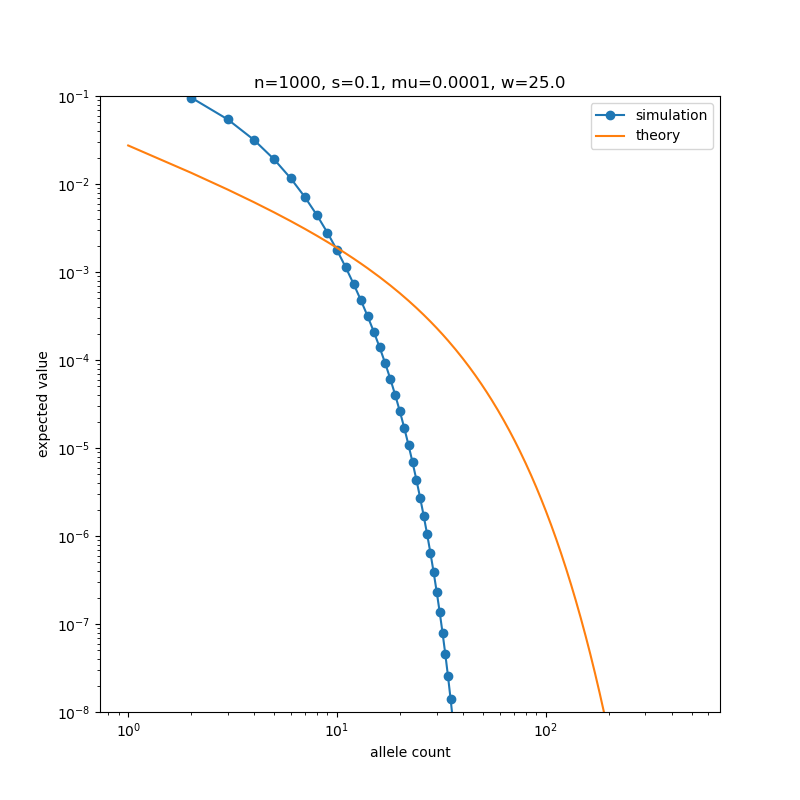 n=1000, s=0.1, mu=0.0001, w=25.0
simulation
theory
10⁻¹
10⁻²
10⁻³
10⁻⁴
10⁻⁵
10⁻⁶
10⁻⁷
10⁻⁸
expected value
10⁰ 10¹ 10²
allele count